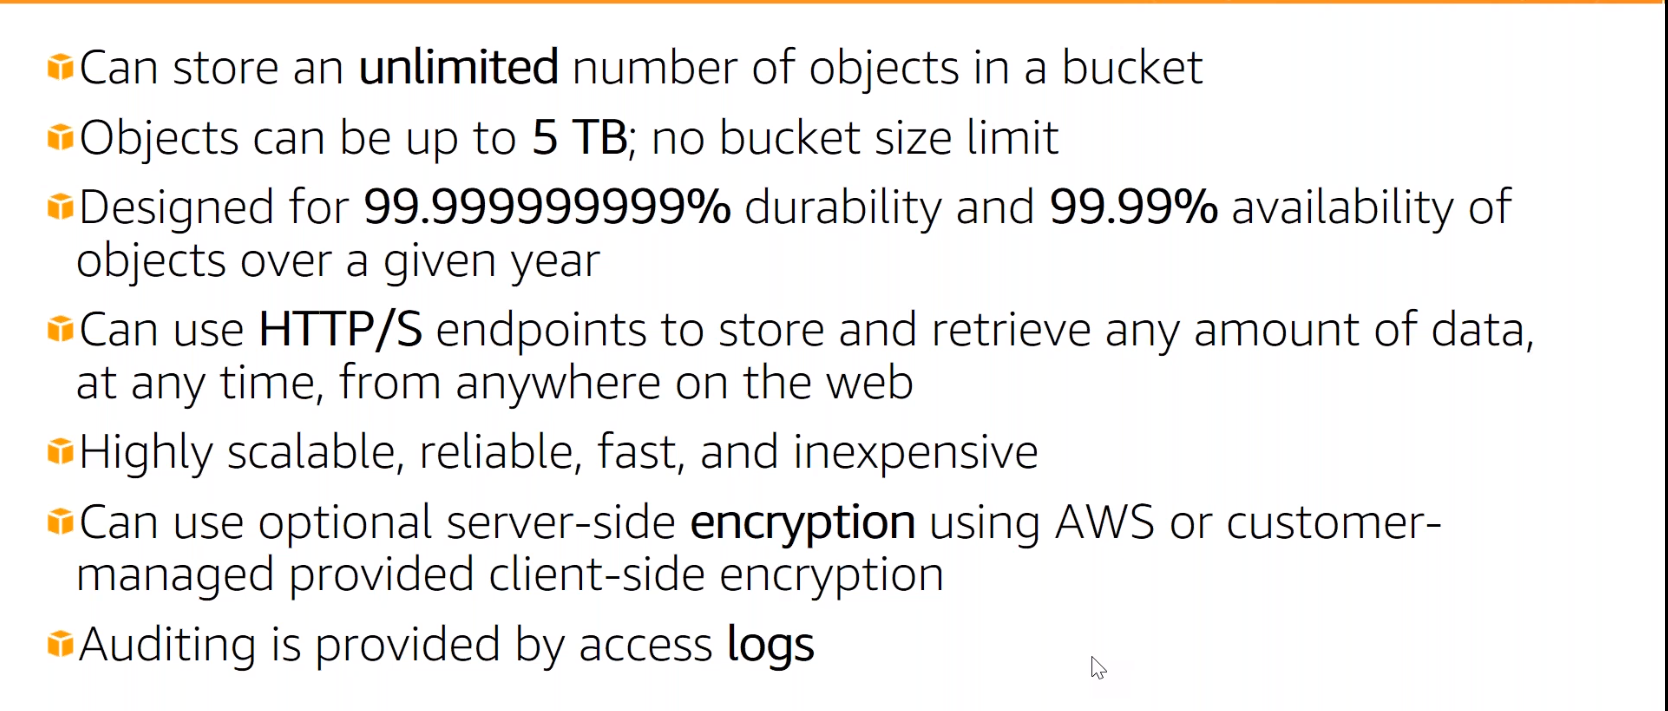 Can store an unlimited number of objects in a bucket
Objects can be up to 5 TB; no bucket size limit
Designed for 99.999999999% durability and 99.99% availability of
objects over a given year
Can use HTTP/S endpoints to store and retrieve any amount of data,
at any time, from anywhere on the web
Highly scalable, reliable, fast, and inexpensive
Can use optional server-side encryption using AWS or customer-
managed provided client-side encryption
Auditing is provided by access logs